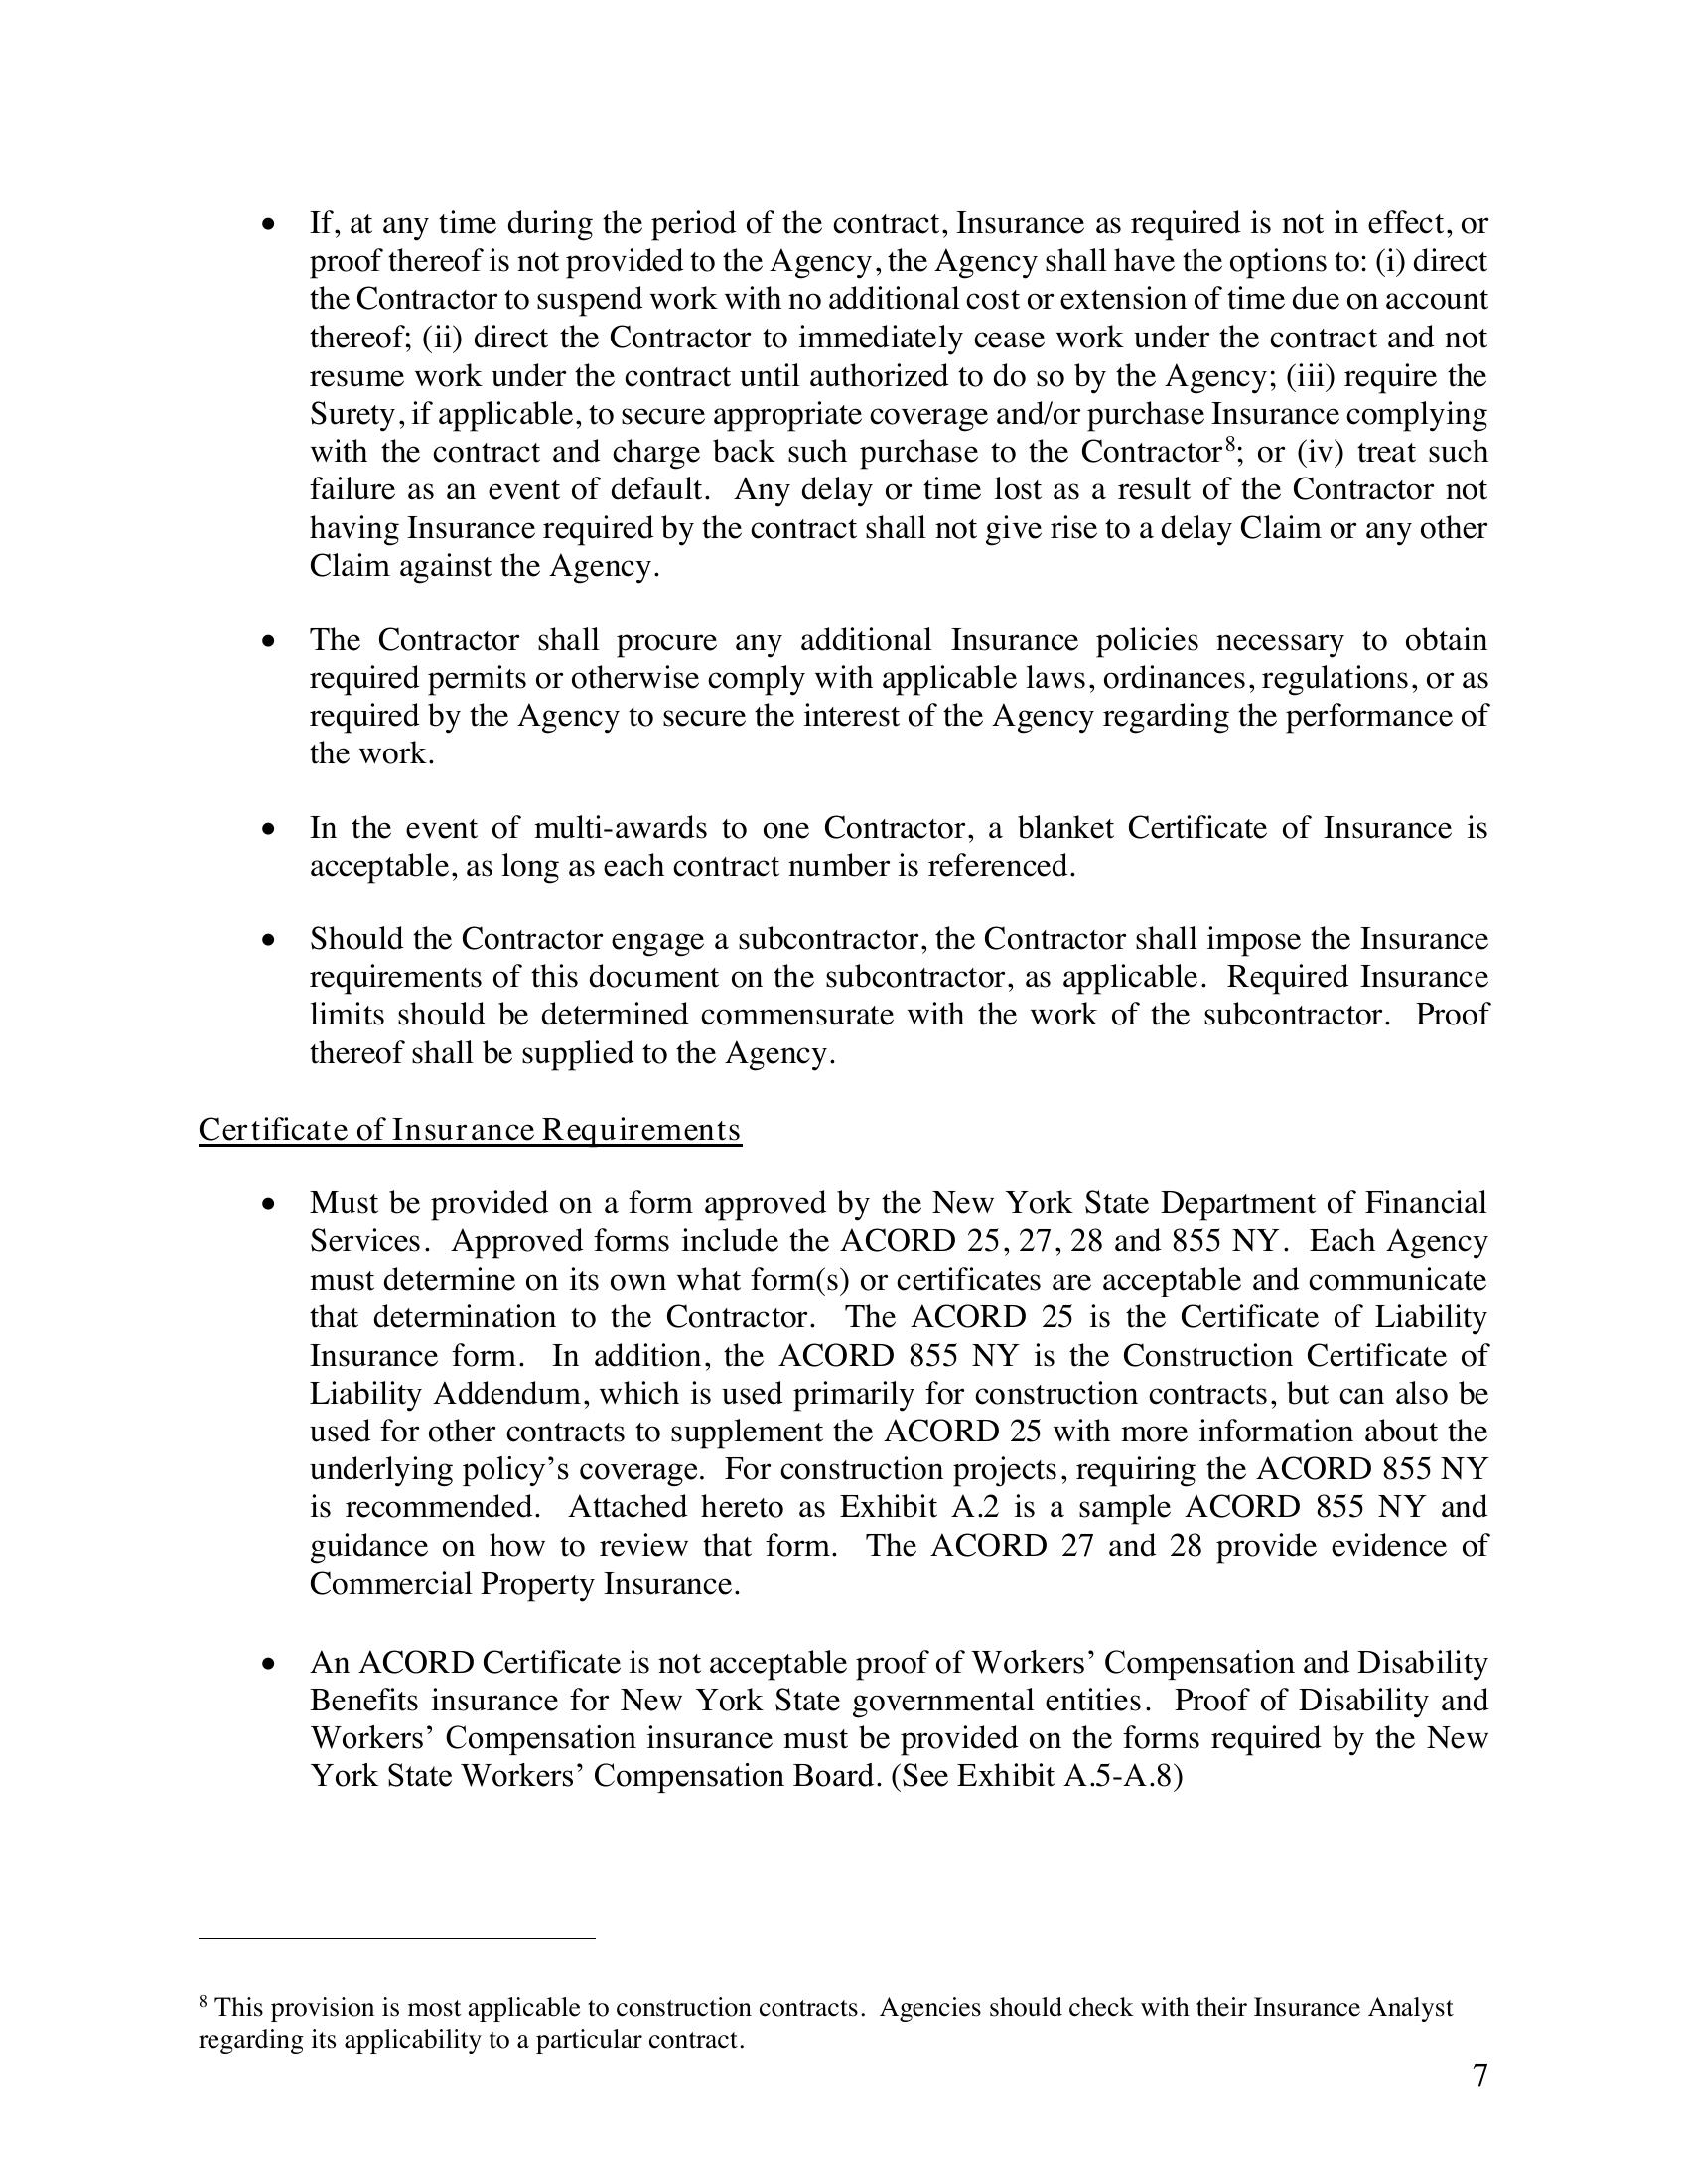 • If, at any time during the period of the contract, Insurance as required is not in effect, or
proof thereof is not provided to the Agency, the Agency shall have the options to: (i) direct
the Contractor to suspend work with no additional cost or extension of time due on account
thereof; (ii) direct the Contractor to immediately cease work under the contract and not
resume work under the contract until authorized to do so by the Agency; (iii) require the
Surety, if applicable, to secure appropriate coverage and/or purchase Insurance complying
with the contract and charge back such purchase to the Contractor⁸; or (iv) treat such
failure as an event of default. Any delay or time lost as a result of the Contractor not
having Insurance required by the contract shall not give rise to a delay Claim or any other
Claim against the Agency.
• The Contractor shall procure any additional Insurance policies necessary to obtain
required permits or otherwise comply with applicable laws, ordinances, regulations, or as
required by the Agency to secure the interest of the Agency regarding the performance of
the work.
• In the event of multi-awards to one Contractor, a blanket Certificate of Insurance is
acceptable, as long as each contract number is referenced.
• Should the Contractor engage a subcontractor, the Contractor shall impose the Insurance
requirements of this document on the subcontractor, as applicable. Required Insurance
limits should be determined commensurate with the work of the subcontractor. Proof
thereof shall be supplied to the Agency.
Certificate of Insurance Requirements
• Must be provided on a form approved by the New York State Department of Financial
Services. Approved forms include the ACORD 25, 27, 28 and 855 NY. Each Agency
must determine on its own what form(s) or certificates are acceptable and communicate
that determination to the Contractor. The ACORD 25 is the Certificate of Liability
Insurance form. In addition, the ACORD 855 NY is the Construction Certificate of
Liability Addendum, which is used primarily for construction contracts, but can also be
used for other contracts to supplement the ACORD 25 with more information about the
underlying policy’s coverage. For construction projects, requiring the ACORD 855 NY
is recommended. Attached hereto as Exhibit A.2 is a sample ACORD 855 NY and
guidance on how to review that form. The ACORD 27 and 28 provide evidence of
Commercial Property Insurance.
• An ACORD Certificate is not acceptable proof of Workers’ Compensation and Disability
Benefits insurance for New York State governmental entities. Proof of Disability and
Workers’ Compensation insurance must be provided on the forms required by the New
York State Workers’ Compensation Board. (See Exhibit A.5-A.8)
⁸ This provision is most applicable to construction contracts. Agencies should check with their Insurance Analyst
regarding its applicability to a particular contract.
7